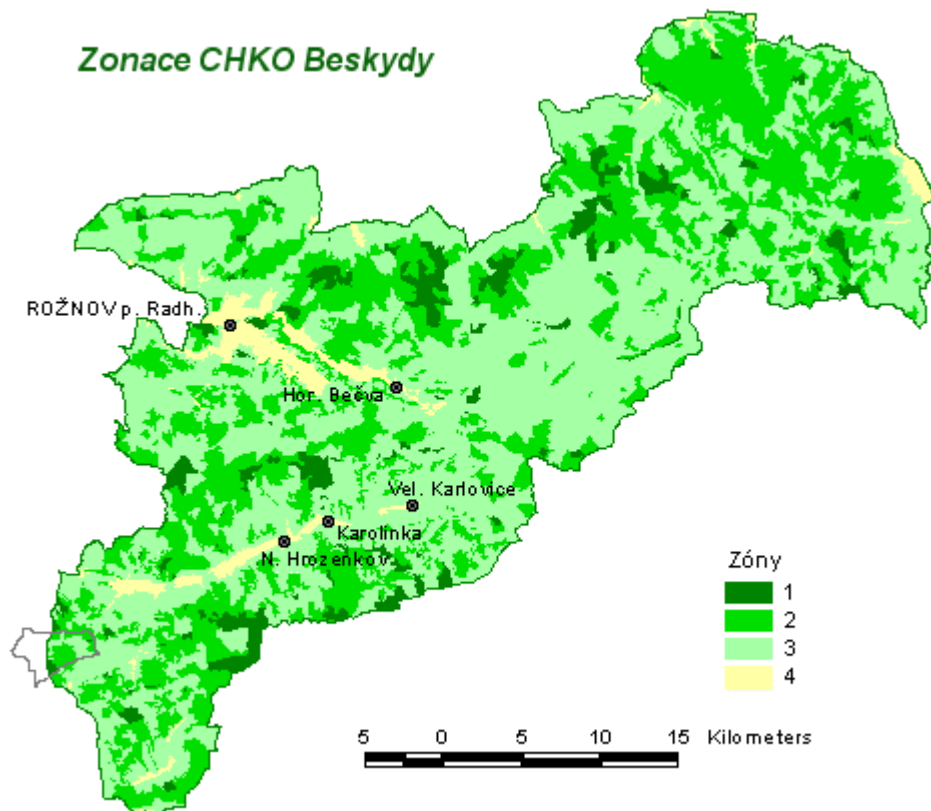 Zonace CHKO Beskydy
ROŽNOV p. Radh.
Hor. Bečva
Vel. Karlovice
Karolinka
N. Hrozenkov
Zóny
1
2
3
4
5 0 5 10 15 Kilometers